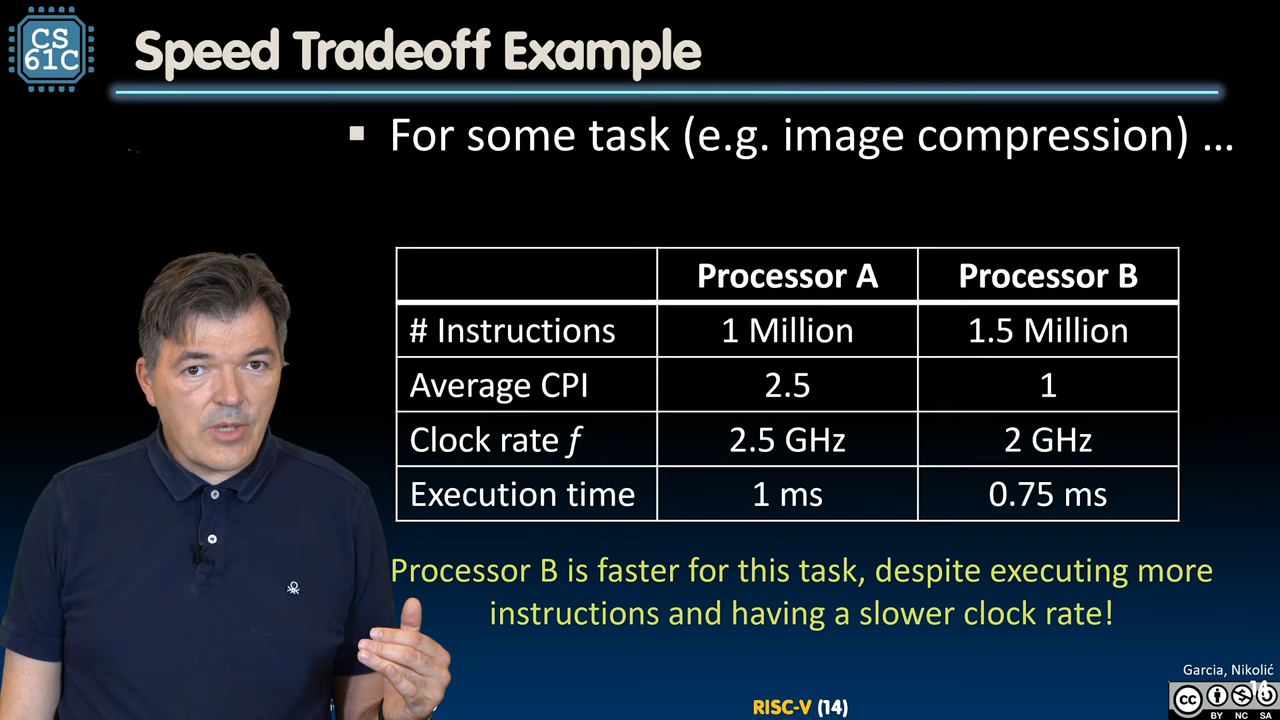 CS
61C
Speed Tradeoff Example
▪ For some task (e.g. image compression) …
Processor A Processor B
# Instructions 1 Million 1.5 Million
Average CPI 2.5 1
Clock rate f 2.5 GHz 2 GHz
Execution time 1 ms 0.75 ms
Processor B is faster for this task, despite executing more
instructions and having a slower clock rate!
Garcia, Nikolić
14
cc
BY NC SA
RISC-V (14)